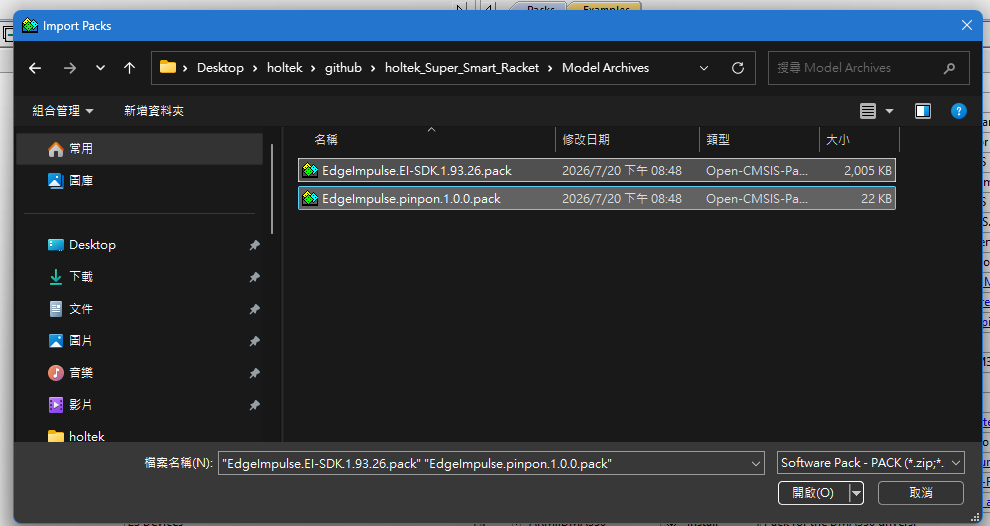 Packs Examples
Import Packs
Desktop holtek github holtek_Super_Smart_Racket Model Archives
搜尋 Model Archives
組合管理 新增資料夾
名稱 修改日期 類型 大小
常用
圖庫
EdgeImpulse.EI-SDK.1.93.26.pack 2026/7/20 下午 08:48 Open-CMSIS-Pa... 2,005 KB
EdgeImpulse.pinpon.1.0.0.pack 2026/7/20 下午 08:48 Open-CMSIS-Pa... 22 KB
Desktop
下載
文件
圖片
音樂
影片
holtek
檔案名稱(N): "EdgeImpulse.EI-SDK.1.93.26.pack" "EdgeImpulse.pinpon.1.0.0.pack" Software Pack - PACK (*.zip;*.
開啟(O) 取消